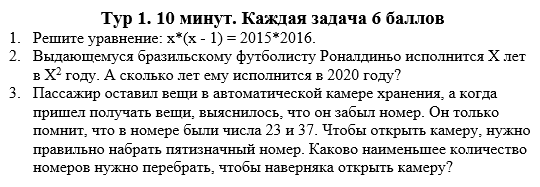 Тур 1. 10 минут. Каждая задача 6 баллов
1. Решите уравнение: x*(x - 1) = 2015*2016.
2. Выдающемуся бразильскому футболисту Роналдиньо исполнится X лет
в X² году. А сколько лет ему исполнится в 2020 году?
3. Пассажир оставил вещи в автоматической камере хранения, а когда
пришел получать вещи, выяснилось, что он забыл номер. Он только
помнит, что в номере были числа 23 и 37. Чтобы открыть камеру, нужно
правильно набрать пятизначный номер. Каково наименьшее количество
номеров нужно перебрать, чтобы наверняка открыть камеру?